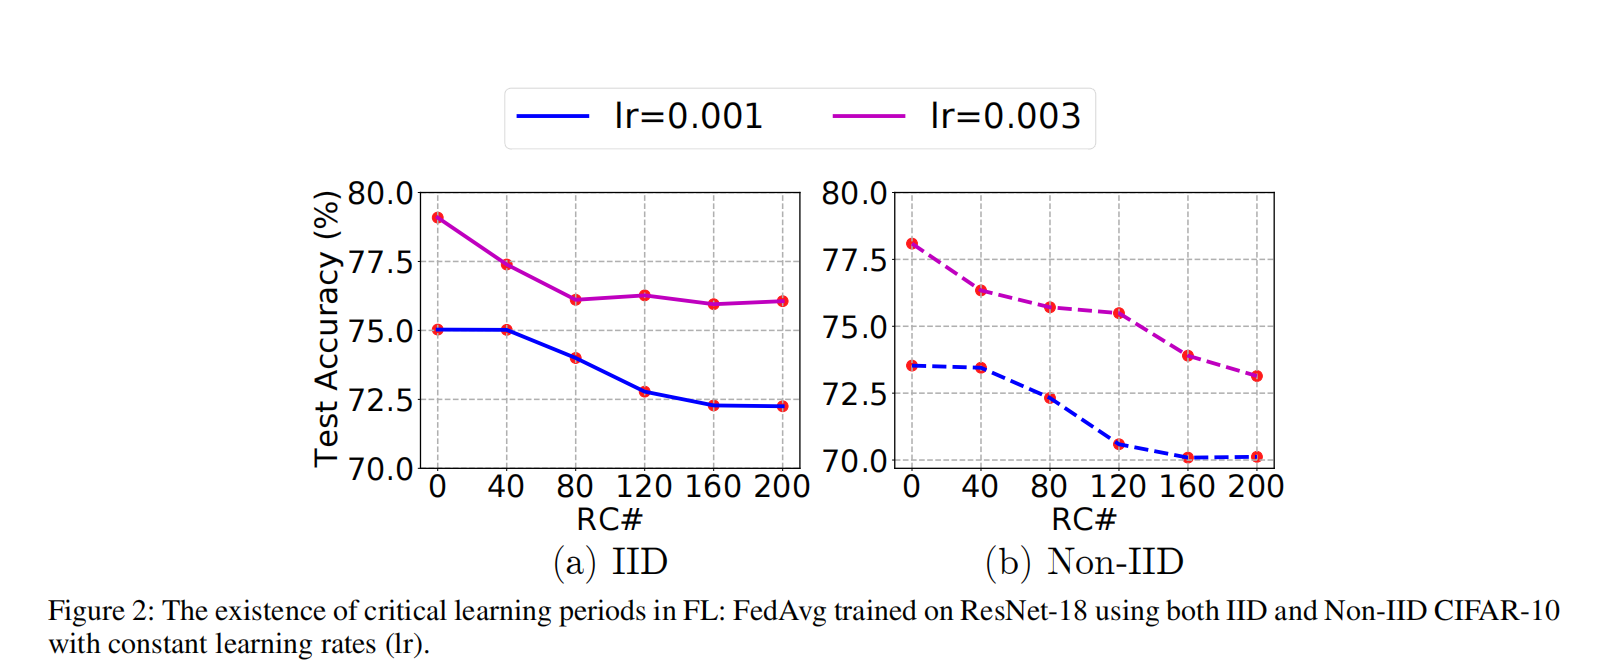 lr=0.001 lr=0.003
Test Accuracy (%)
80.0
77.5
75.0
72.5
70.0
0 40 80 120 160 200
RC#
(a) IID
80.0
77.5
75.0
72.5
70.0
0 40 80 120 160 200
RC#
(b) Non-IID
Figure 2: The existence of critical learning periods in FL: FedAvg trained on ResNet-18 using both IID and Non-IID CIFAR-10
with constant learning rates (lr).